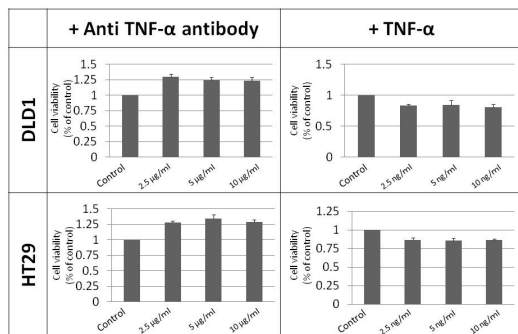 + Anti TNF-α antibody
+ TNF-α
DLD1
Cell viability
(% of control)
1.5
1.25
1
0.75
0.5
0.25
0
Control
2.5 µg/ml
5 µg/ml
10 µg/ml
Cell viability
(% of control)
1.5
1
0.5
0
Control
2.5 ng/ml
5 ng/ml
10 ng/ml
HT29
Cell viability
(% of control)
1.5
1.25
1
0.75
0.5
0.25
0
Control
2.5 µg/ml
5 µg/ml
10 µg/ml
Cell viability
(% of control)
1.25
1
0.75
0.5
0.25
0
Control
2.5 ng/ml
5 ng/ml
10 ng/ml